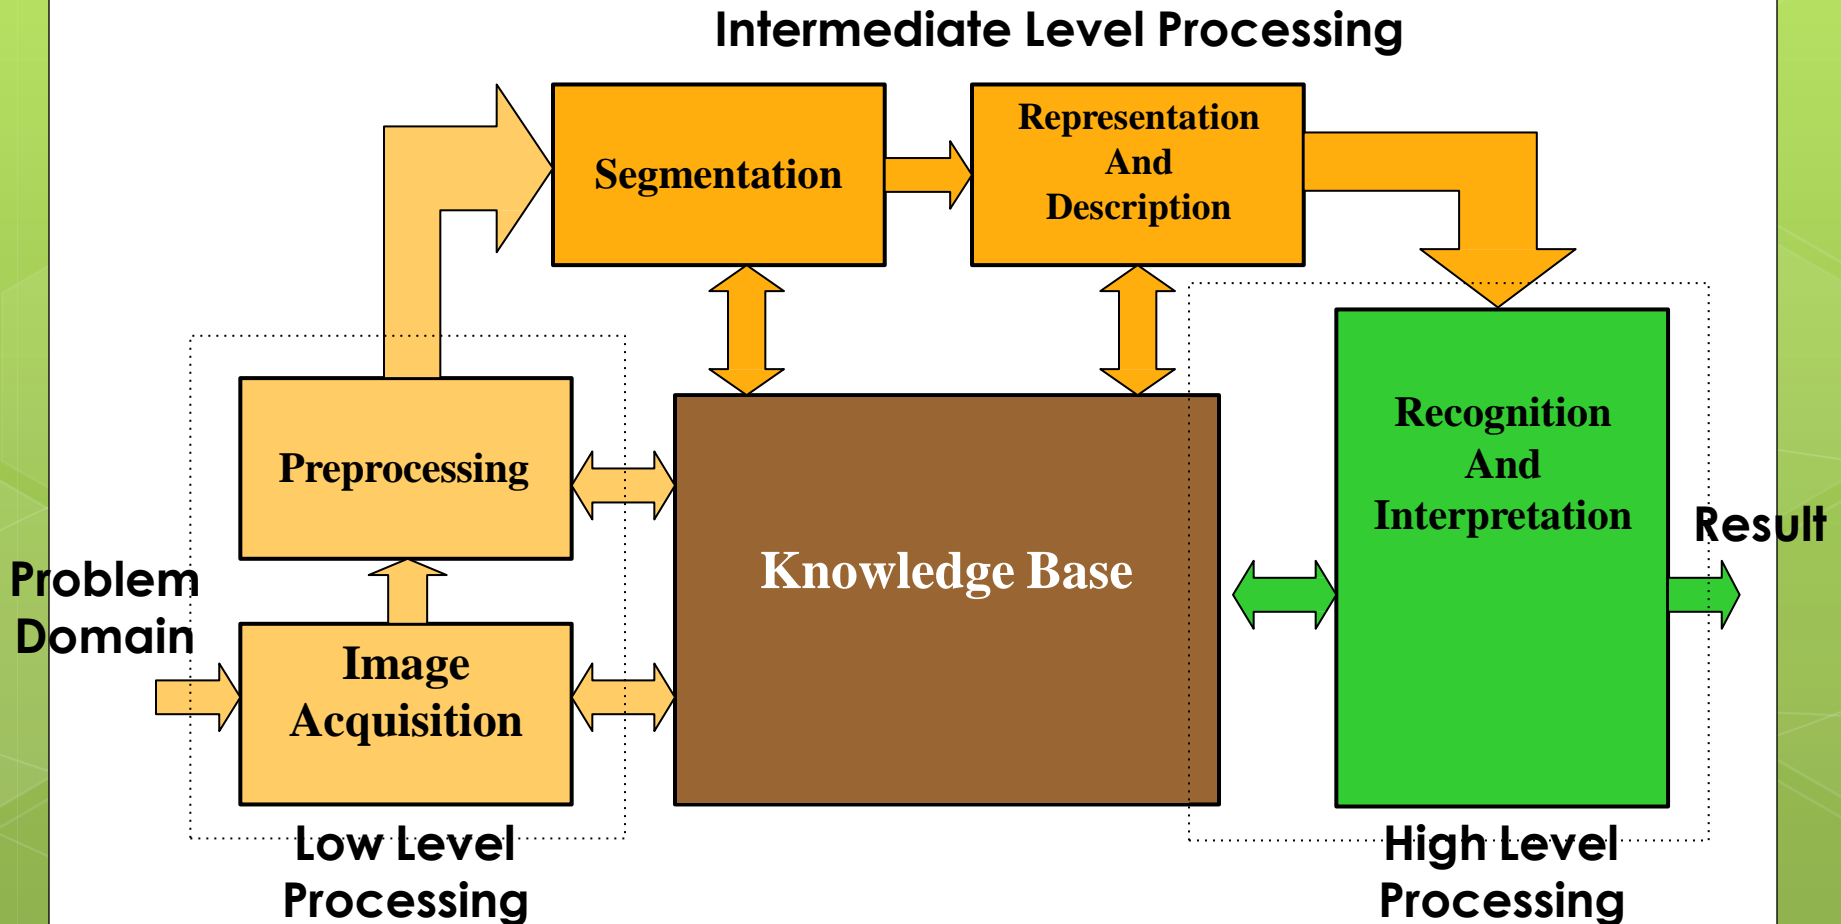 Intermediate Level Processing
Segmentation
Representation
And
Description
Preprocessing
Recognition
And
Interpretation
Result
Knowledge Base
Problem
Domain
Image
Acquisition
Low Level
Processing
High Level
Processing